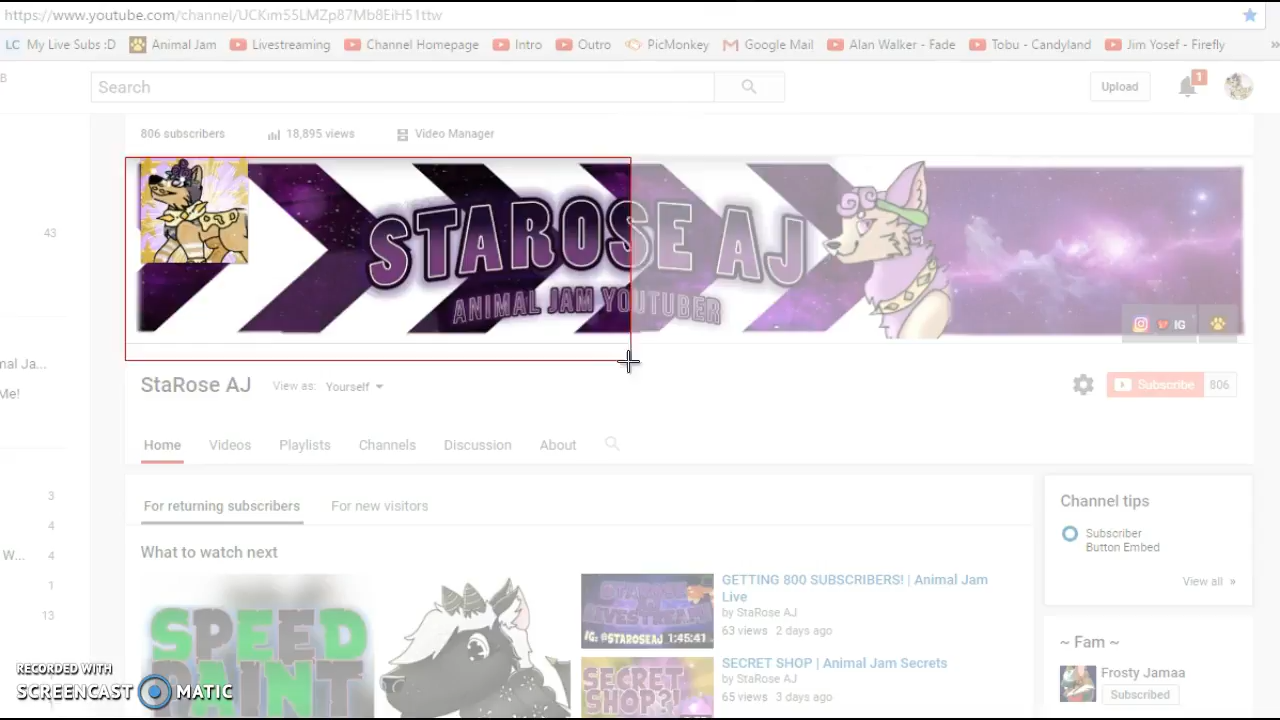 https://www.youtube.com/channel/UCKim55LMZp87Mb8EiH51ttw
LC My Live Subs :D Animal Jam Livestreaming Channel Homepage Intro Outro PicMonkey Google Mail Alan Walker - Fade Tobu - Candyland Jim Yosef - Firefly »
B
Search Upload 1
806 subscribers 18,895 views Video Manager
43
STAROSE AJ
ANIMAL JAM YOUTUBER
IG
mal Ja...
Me!
StaRose AJ View as: Yourself Subscribe 806
Home Videos Playlists Channels Discussion About
3
4
W... 4
1
13
For returning subscribers For new visitors
What to watch next
SPEED
PAINT
GETTING 800 SUBSCRIBERS! | Animal Jam
Live
by StaRose AJ
63 views 2 days ago
IG: @STAROSEAJ 1:45:41
SECRET SHOP | Animal Jam Secrets
by StaRose AJ
65 views 3 days ago
SECRET
SHOP?!
Channel tips
Subscriber
Button Embed
View all »
~ Fam ~
Frosty Jamaa
Subscribed
RECORDED WITH
SCREENCAST MATIC